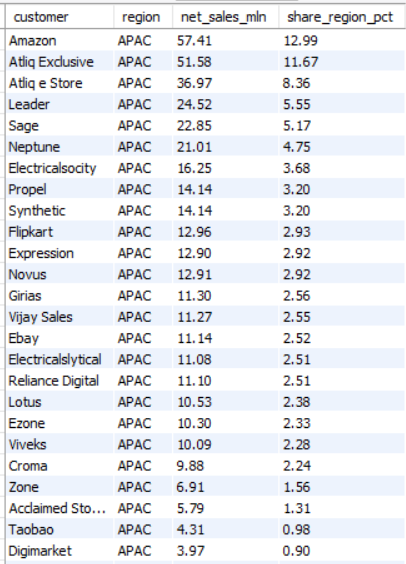 customer region net_sales_mln share_region_pct
Amazon APAC 57.41 12.99
Atliq Exclusive APAC 51.58 11.67
Atliq e Store APAC 36.97 8.36
Leader APAC 24.52 5.55
Sage APAC 22.85 5.17
Neptune APAC 21.01 4.75
Electricalsocity APAC 16.25 3.68
Propel APAC 14.14 3.20
Synthetic APAC 14.14 3.20
Flipkart APAC 12.96 2.93
Expression APAC 12.90 2.92
Novus APAC 12.91 2.92
Girias APAC 11.30 2.56
Vijay Sales APAC 11.27 2.55
Ebay APAC 11.14 2.52
Electricalslytical APAC 11.08 2.51
Reliance Digital APAC 11.10 2.51
Lotus APAC 10.53 2.38
Ezone APAC 10.30 2.33
Viveks APAC 10.09 2.28
Croma APAC 9.88 2.24
Zone APAC 6.91 1.56
Acclaimed Sto... APAC 5.79 1.31
Taobao APAC 4.31 0.98
Digimarket APAC 3.97 0.90